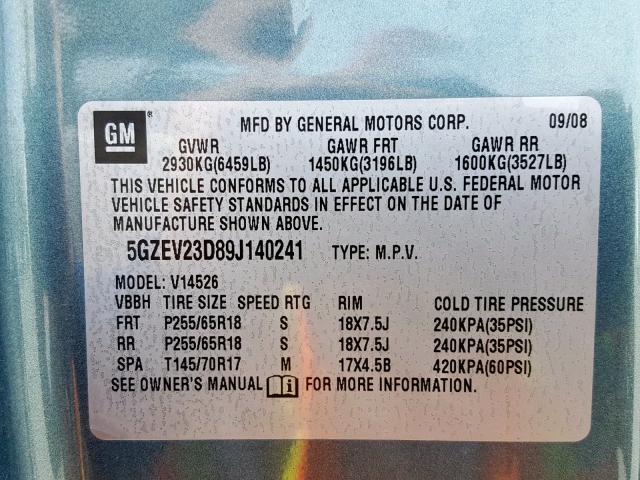 GM® MFD BY GENERAL MOTORS CORP. 09/08
GVWR GAWR FRT GAWR RR
2930KG(6459LB) 1450KG(3196LB) 1600KG(3527LB)
THIS VEHICLE CONFORMS TO ALL APPLICABLE U.S. FEDERAL MOTOR
VEHICLE SAFETY STANDARDS IN EFFECT ON THE DATE OF
MANUFACTURE SHOWN ABOVE.
5GZEV23D89J140241 TYPE: M.P.V.
MODEL: V14526
VBBH TIRE SIZE SPEED RTG RIM COLD TIRE PRESSURE
FRT P255/65R18 S 18X7.5J 240KPA(35PSI)
RR P255/65R18 S 18X7.5J 240KPA(35PSI)
SPA T145/70R17 M 17X4.5B 420KPA(60PSI)
SEE OWNER'S MANUAL i FOR MORE INFORMATION.